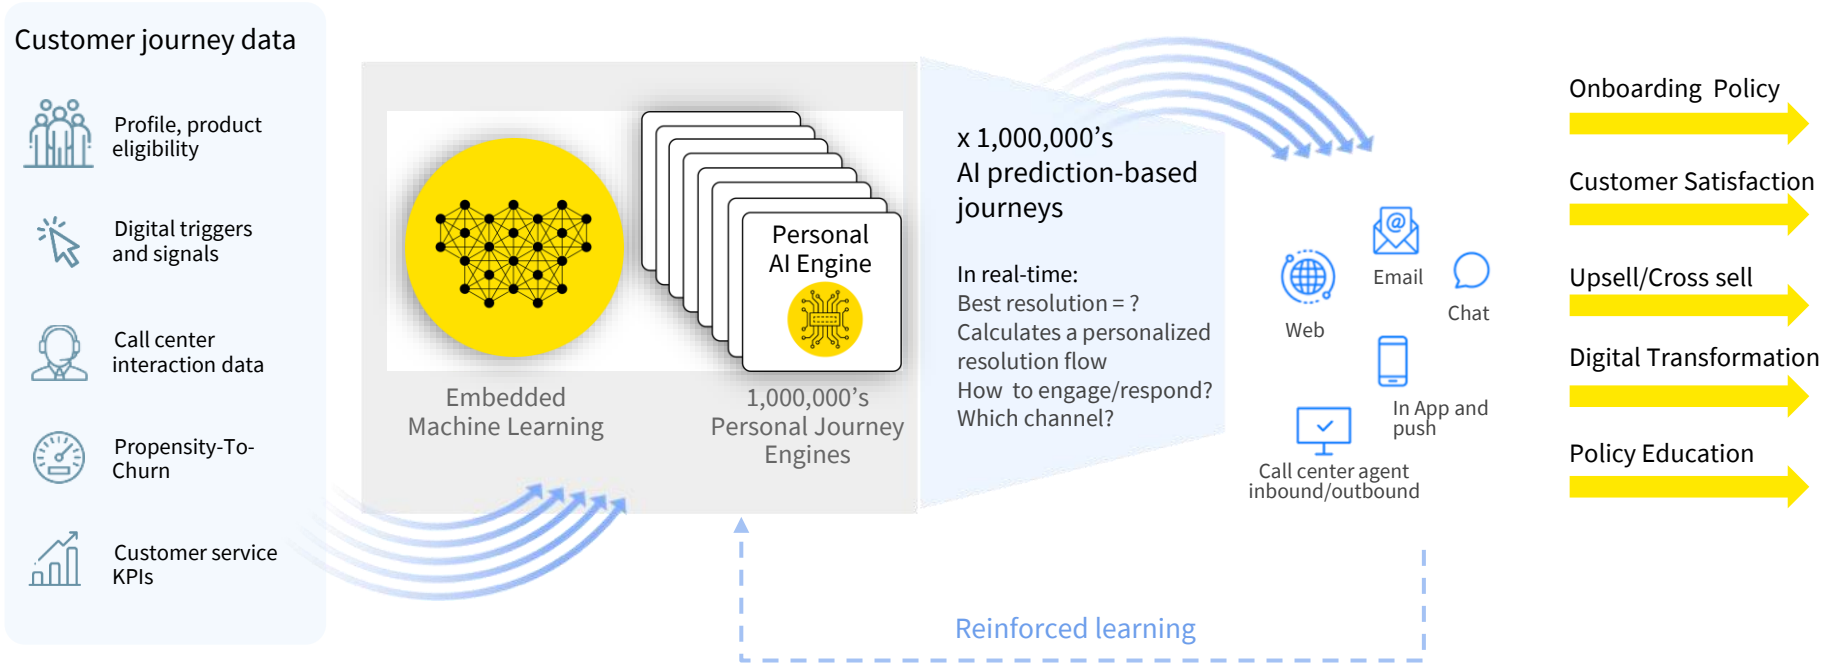 Customer journey data
Profile, product
eligibility
Digital triggers
and signals
Call center
interaction data
Propensity-To-
Churn
Customer service
KPIs
Personal
AI Engine
Embedded
Machine Learning
1,000,000’s
Personal Journey
Engines
x 1,000,000’s
AI prediction-based
journeys
In real-time:
Best resolution = ?
Calculates a personalized
resolution flow
How to engage/respond?
Which channel?
@
Email
Web
Chat
In App and
push
Call center agent
inbound/outbound
Reinforced learning
Onboarding Policy
Customer Satisfaction
Upsell/Cross sell
Digital Transformation
Policy Education